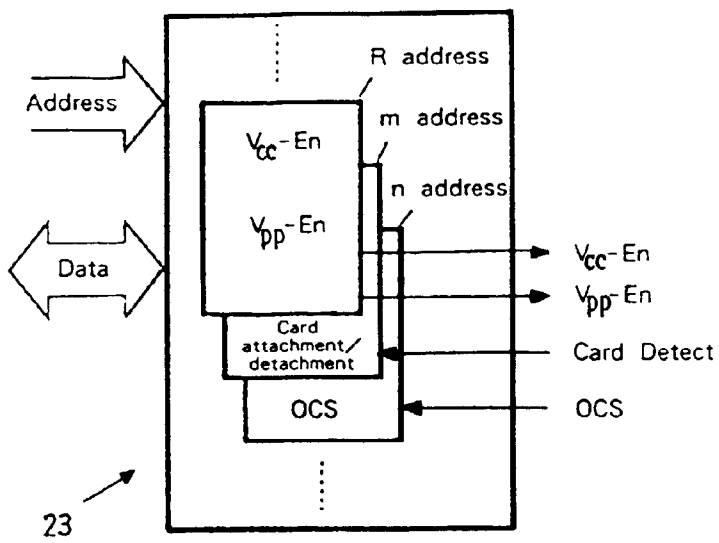 R address
Address
m address
Vcc-En
n address
Vpp-En
Vcc-En
Data
Vpp-En
Card
attachment/
detachment
Card Detect
OCS
OCS
23